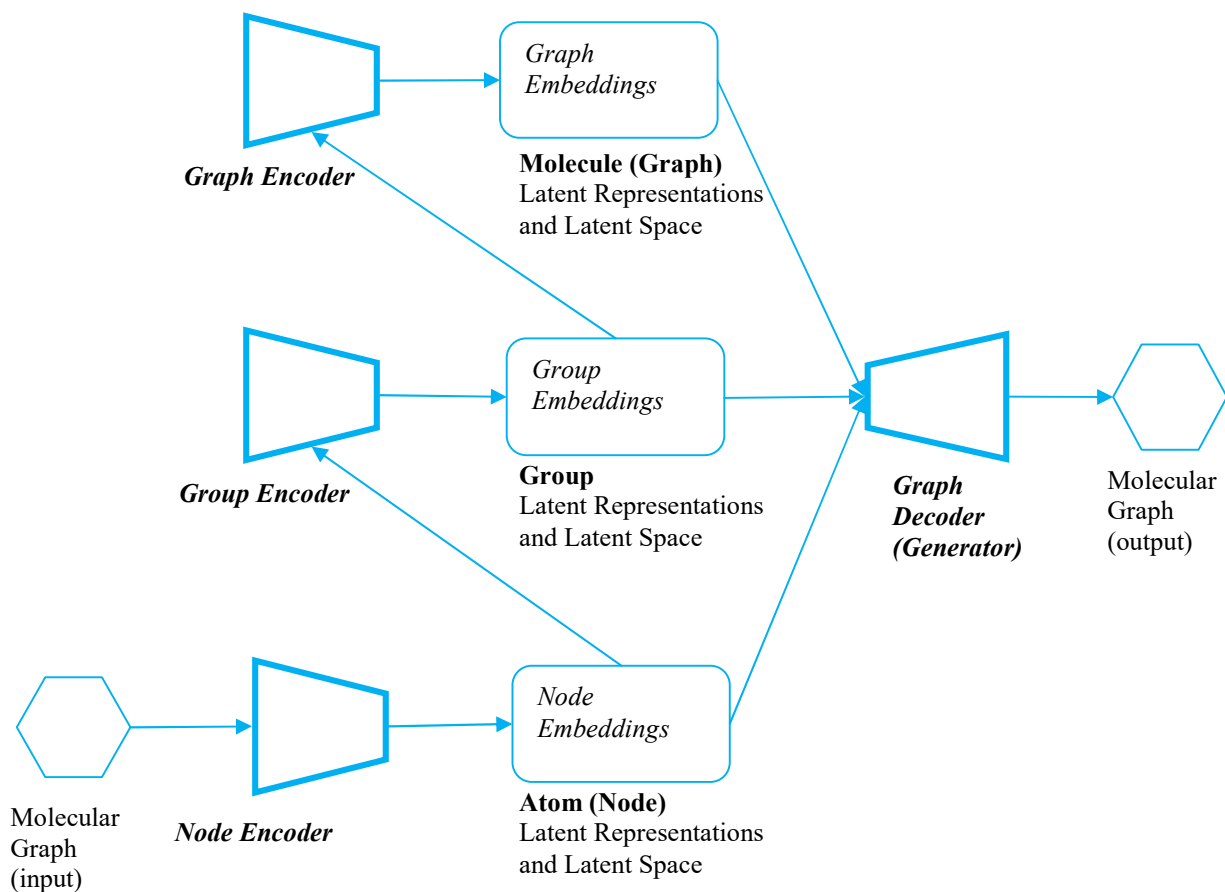 Graph
Embeddings
Graph Encoder
Molecule (Graph)
Latent Representations
and Latent Space
Group
Embeddings
Group Encoder
Group
Latent Representations
and Latent Space
Graph
Decoder
(Generator)
Molecular
Graph
(output)
Node
Embeddings
Molecular
Graph
(input)
Node Encoder
Atom (Node)
Latent Representations
and Latent Space